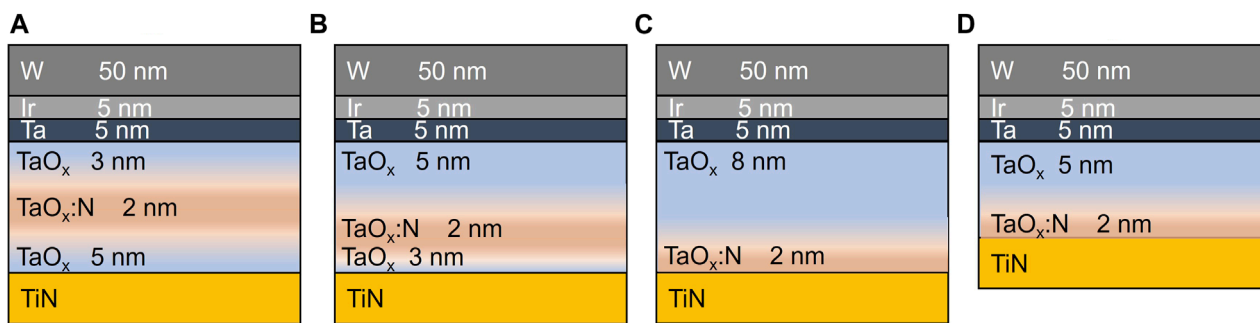 A
W 50 nm
Ir 5 nm
Ta 5 nm
TaOₓ 3 nm
TaOₓ:N 2 nm
TaOₓ 5 nm
TiN
B
W 50 nm
Ir 5 nm
Ta 5 nm
TaOₓ 5 nm
TaOₓ:N 2 nm
TaOₓ 3 nm
TiN
C
W 50 nm
Ir 5 nm
Ta 5 nm
TaOₓ 8 nm
TaOₓ:N 2 nm
TiN
D
W 50 nm
Ir 5 nm
Ta 5 nm
TaOₓ 5 nm
TaOₓ:N 2 nm
TiN